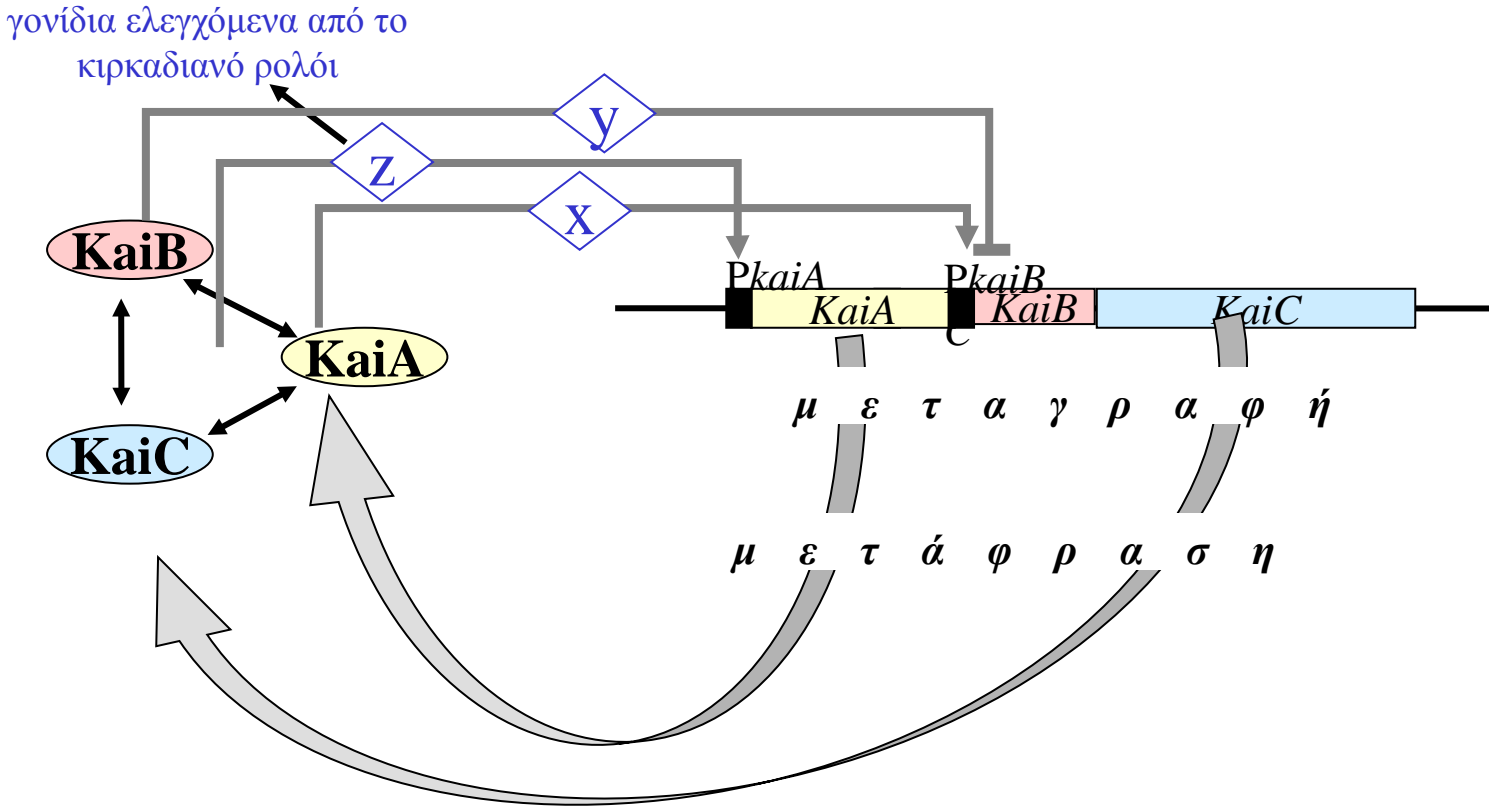 γονίδια ελεγχόμενα από το
κιρκαδιανό ρολόι
y
z
x
KaiB
KaiA
KaiC
PkaiA
PkaiB
C
KaiA
KaiB
KaiC
μ ε τ α γ ρ α φ ή
μ ε τ ά φ ρ α σ η